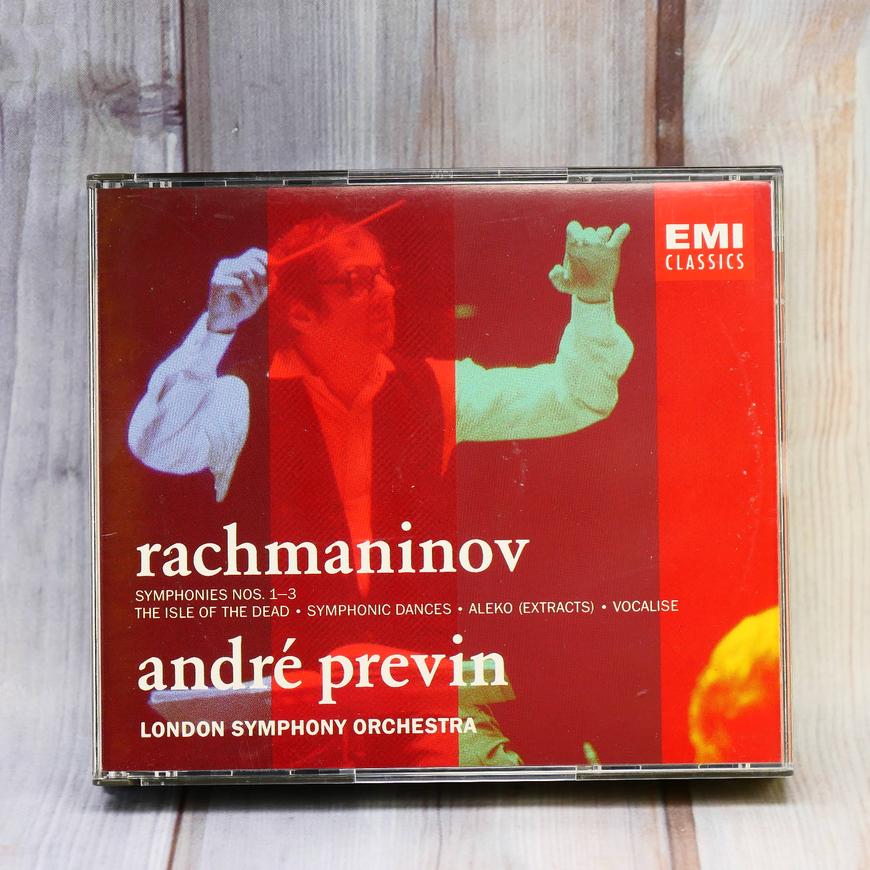 EMI
CLASSICS
rachmaninov
SYMPHONIES NOS. 1–3
THE ISLE OF THE DEAD • SYMPHONIC DANCES • ALEKO (EXTRACTS) • VOCALISE
andré previn
LONDON SYMPHONY ORCHESTRA